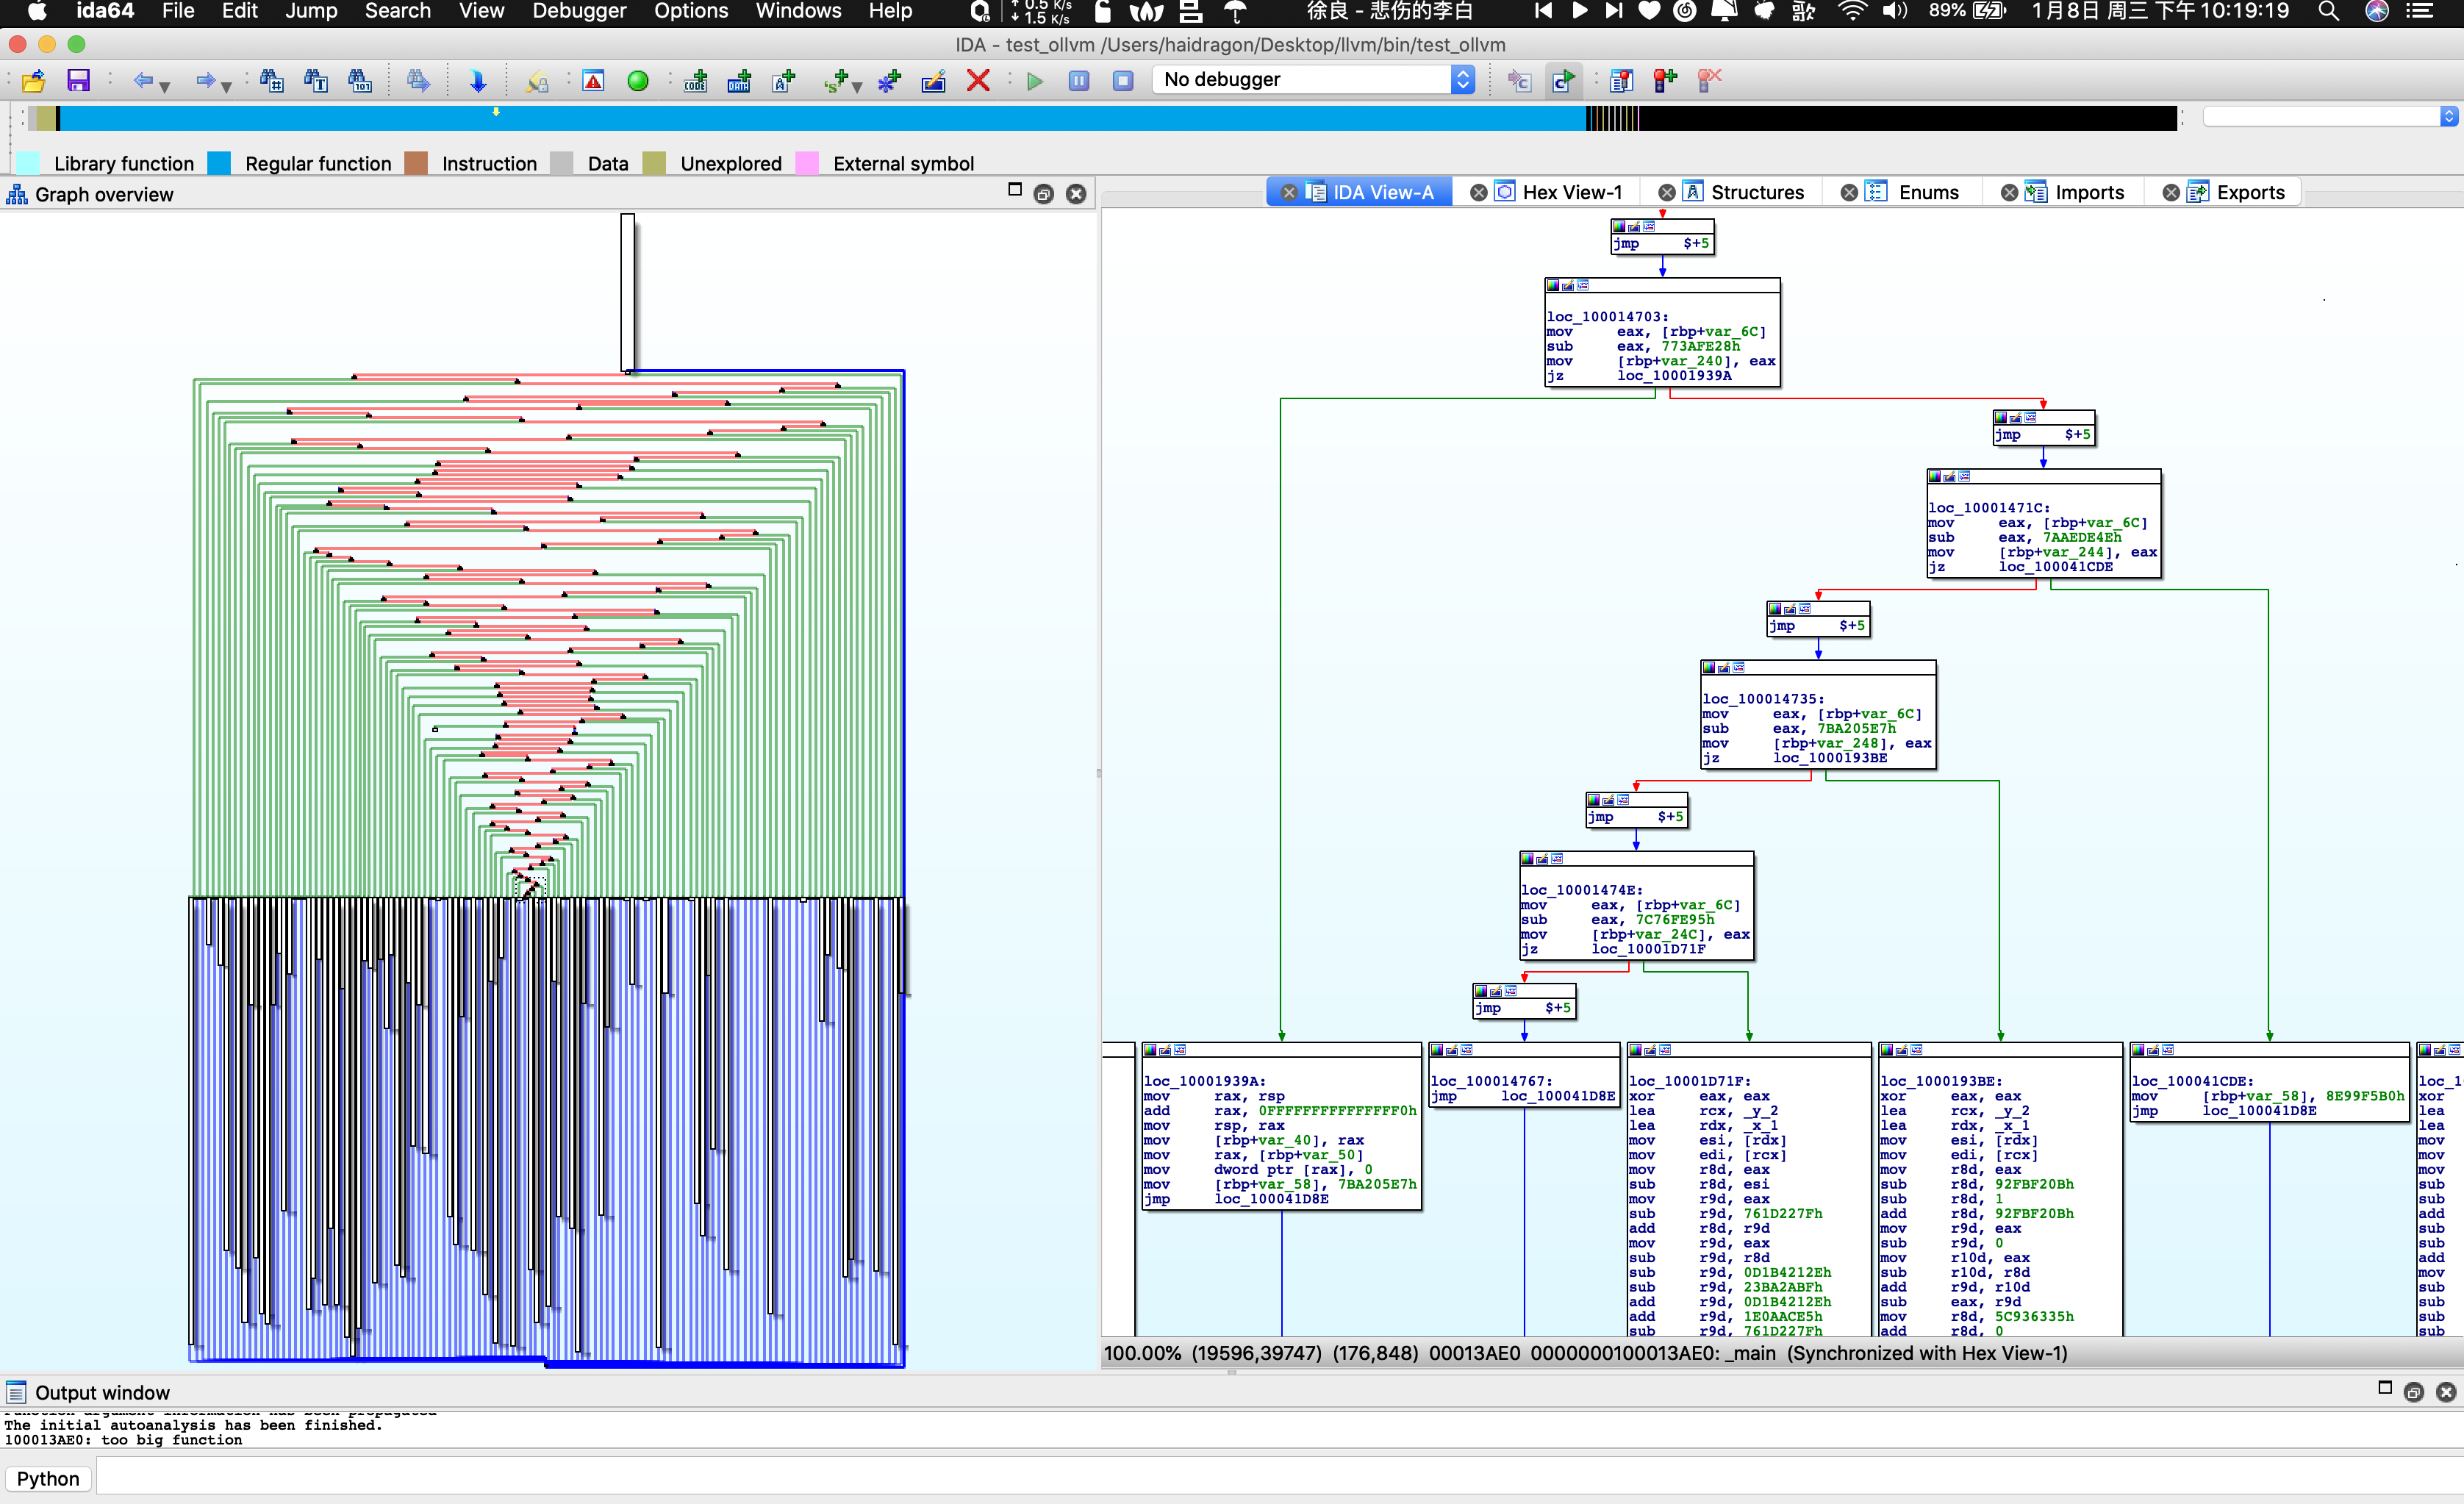 ida64 File Edit Jump Search View Debugger Options Windows Help 0.5 K/s 1.5 K/s 徐良 - 悲伤的李白 歌 89% 1月8日 周三 下午10:19:19
IDA - test_ollvm /Users/haidragon/Desktop/llvm/bin/test_ollvm
No debugger
Library function Regular function Instruction Data Unexplored External symbol
Graph overview
IDA View-A Hex View-1 Structures Enums Imports Exports
jmp $+5
loc_100014703:
mov eax, [rbp+var_6C]
sub eax, 773AFE28h
mov [rbp+var_240], eax
jz loc_10001939A
jmp $+5
loc_10001471C:
mov eax, [rbp+var_6C]
sub eax, 7AAEDE4Eh
mov [rbp+var_244], eax
jz loc_100041CDE
jmp $+5
loc_100014735:
mov eax, [rbp+var_6C]
sub eax, 7BA205E7h
mov [rbp+var_248], eax
jz loc_1000193BE
jmp $+5
loc_10001474E:
mov eax, [rbp+var_6C]
sub eax, 7C76FE95h
mov [rbp+var_24C], eax
jz loc_10001D71F
jmp $+5
loc_10001939A:
mov rax, rsp
add rax, 0FFFFFFFFFFFFFFF0h
mov rsp, rax
mov [rbp+var_40], rax
mov rax, [rbp+var_50]
mov dword ptr [rax], 0
mov [rbp+var_58], 7BA205E7h
jmp loc_100041D8E
loc_100014767:
jmp loc_100041D8E
loc_10001D71F:
xor eax, eax
lea rcx, _y_2
lea rdx, _x_1
mov esi, [rdx]
mov edi, [rcx]
mov r8d, eax
sub r8d, esi
mov r9d, eax
sub r9d, 761D227Fh
add r8d, r9d
mov r9d, eax
sub r9d, r8d
sub r9d, 0D1B4212Eh
sub r9d, 23BA2ABFh
add r9d, 0D1B4212Eh
add r9d, 1E0AACE5h
sub r9d, 761D227Fh
loc_1000193BE:
xor eax, eax
lea rcx, _y_2
lea rdx, _x_1
mov esi, [rdx]
mov edi, [rcx]
mov r8d, eax
sub r8d, 92FBF20Bh
sub r8d, 1
add r8d, 92FBF20Bh
mov r9d, eax
sub r9d, 0
mov r10d, eax
sub r10d, r8d
add r9d, r10d
sub eax, r9d
mov r8d, 5C936335h
add r8d, 0
loc_100041CDE:
mov [rbp+var_58], 8E99F5B0h
jmp loc_100041D8E
loc_1
xor
lea
lea
mov
mov
mov
sub
sub
add
sub
sub
add
mov
sub
sub
sub
sub
100.00% (19596,39747) (176,848) 00013AE0 0000000100013AE0: _main (Synchronized with Hex View-1)
Output window
Function argument information has been propagated
The initial autoanalysis has been finished.
100013AE0: too big function
Python